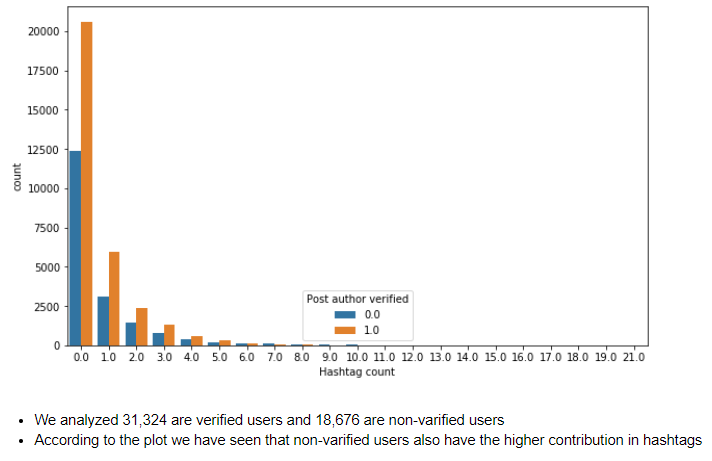 20000
17500
15000
12500
10000
7500
5000
2500
0
count
Post author verified
0.0
1.0
0.0 1.0 2.0 3.0 4.0 5.0 6.0 7.0 8.0 9.0 10.0 11.0 12.0 13.0 14.0 15.0 16.0 17.0 18.0 19.0 21.0
Hashtag count
• We analyzed 31,324 are verified users and 18,676 are non-varified users
• According to the plot we have seen that non-varified users also have the higher contribution in hashtags